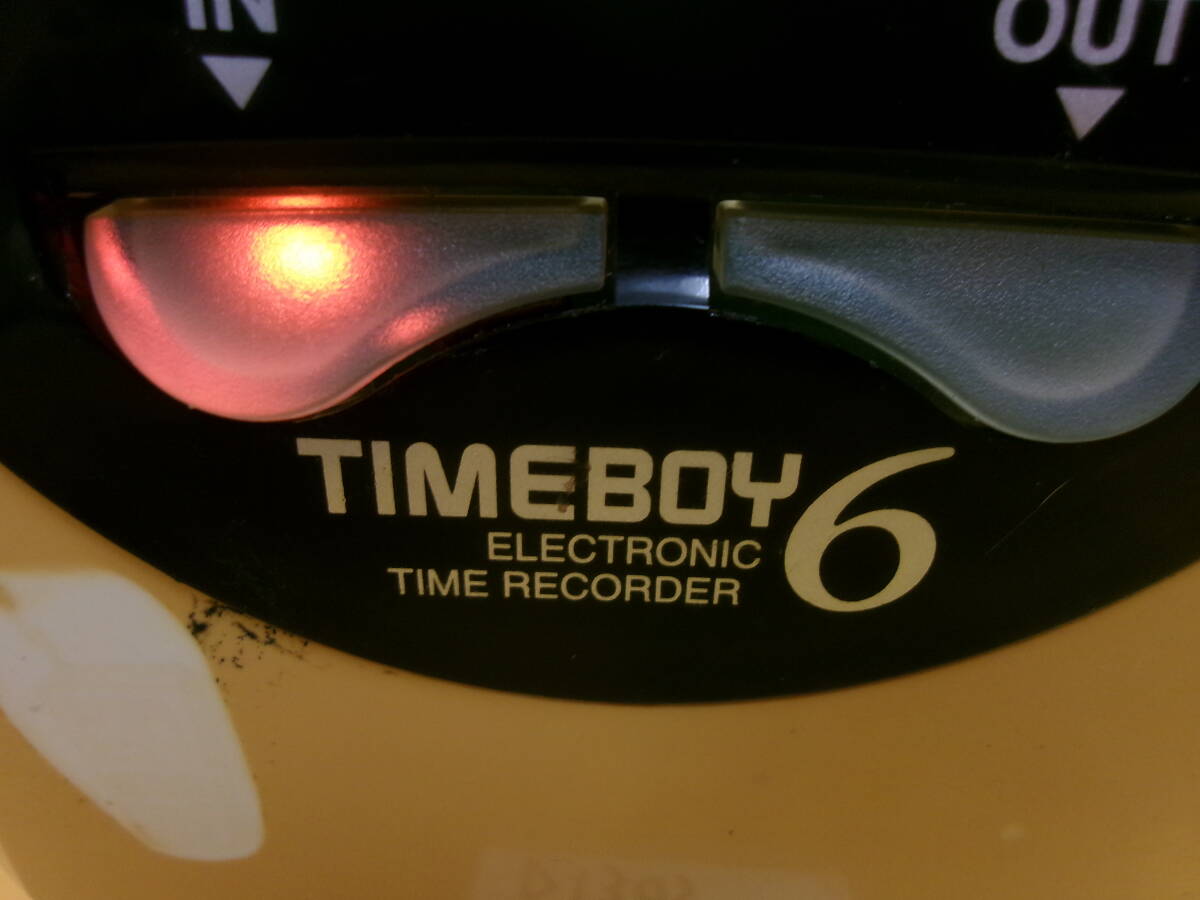 IN
OUT
TIMEBOY 6
ELECTRONIC
TIME RECORDER